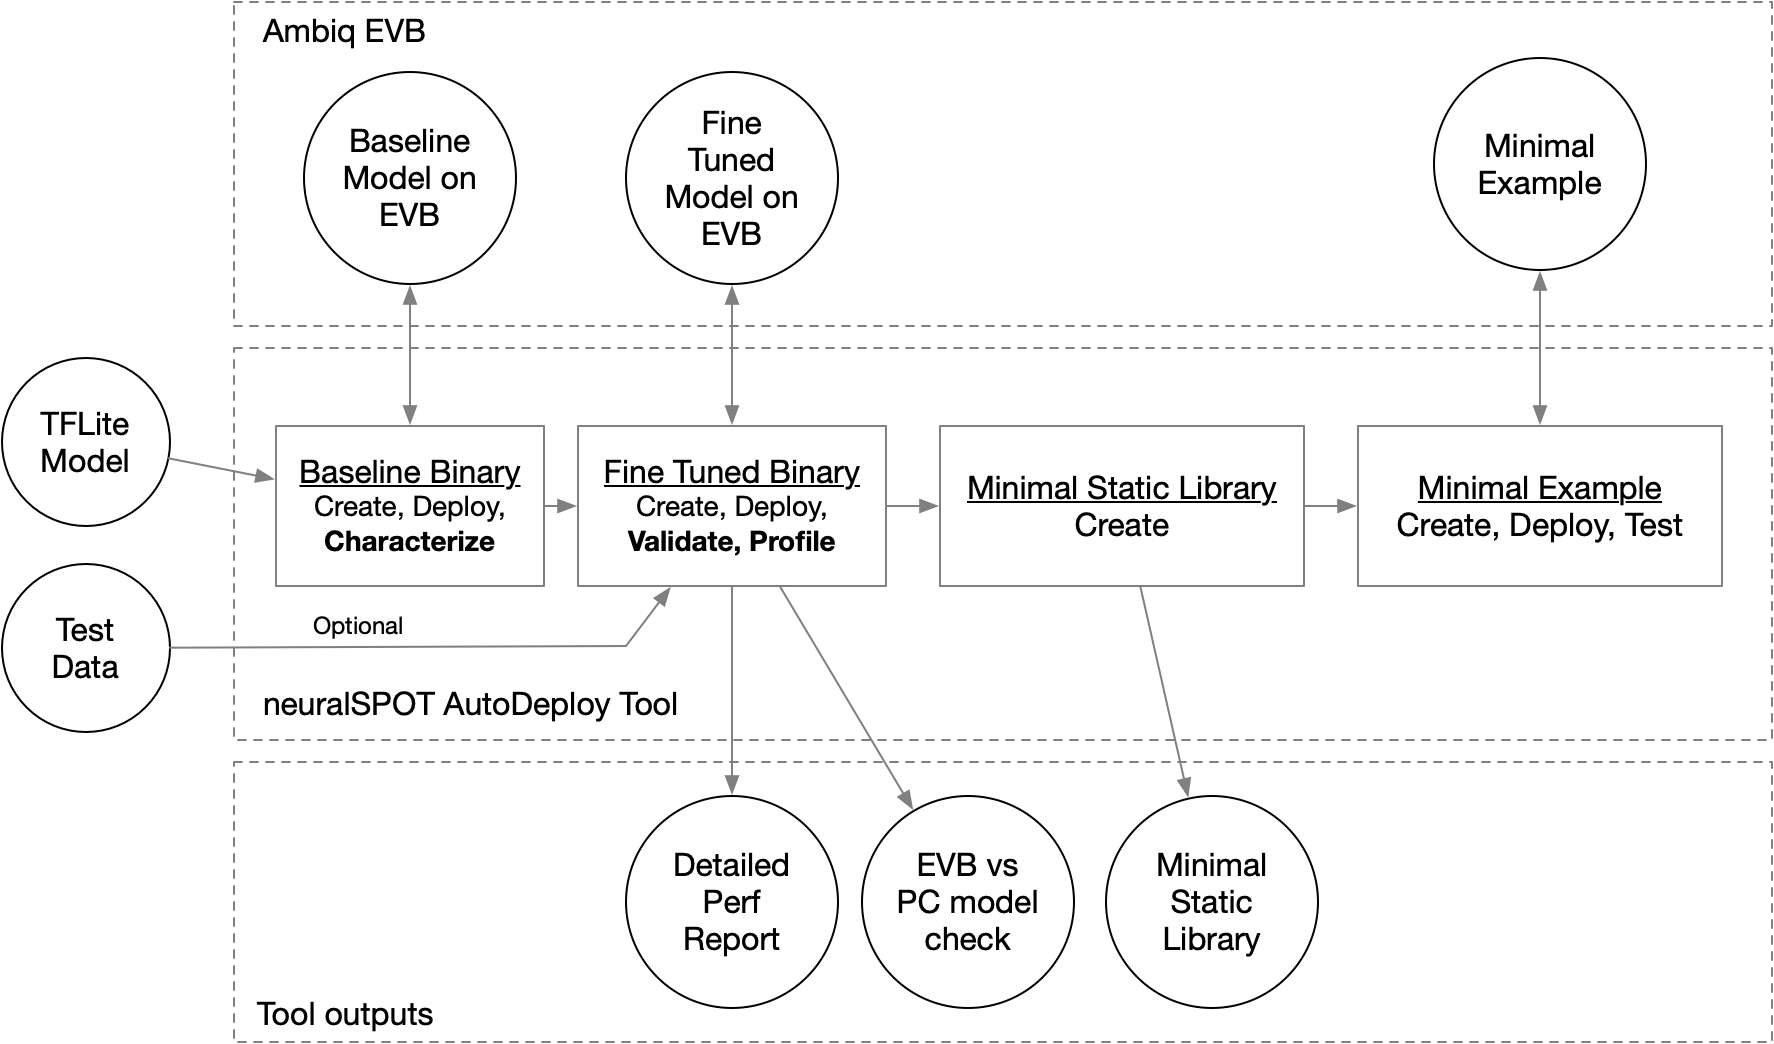 Ambiq EVB
Baseline
Model on
EVB
Fine
Tuned
Model on
EVB
Minimal
Example
TFLite
Model
Test
Data
Baseline Binary
Create, Deploy,
Characterize
Fine Tuned Binary
Create, Deploy,
Validate, Profile
Minimal Static Library
Create
Minimal Example
Create, Deploy, Test
Optional
neuralSPOT AutoDeploy Tool
Detailed
Perf
Report
EVB vs
PC model
check
Minimal
Static
Library
Tool outputs